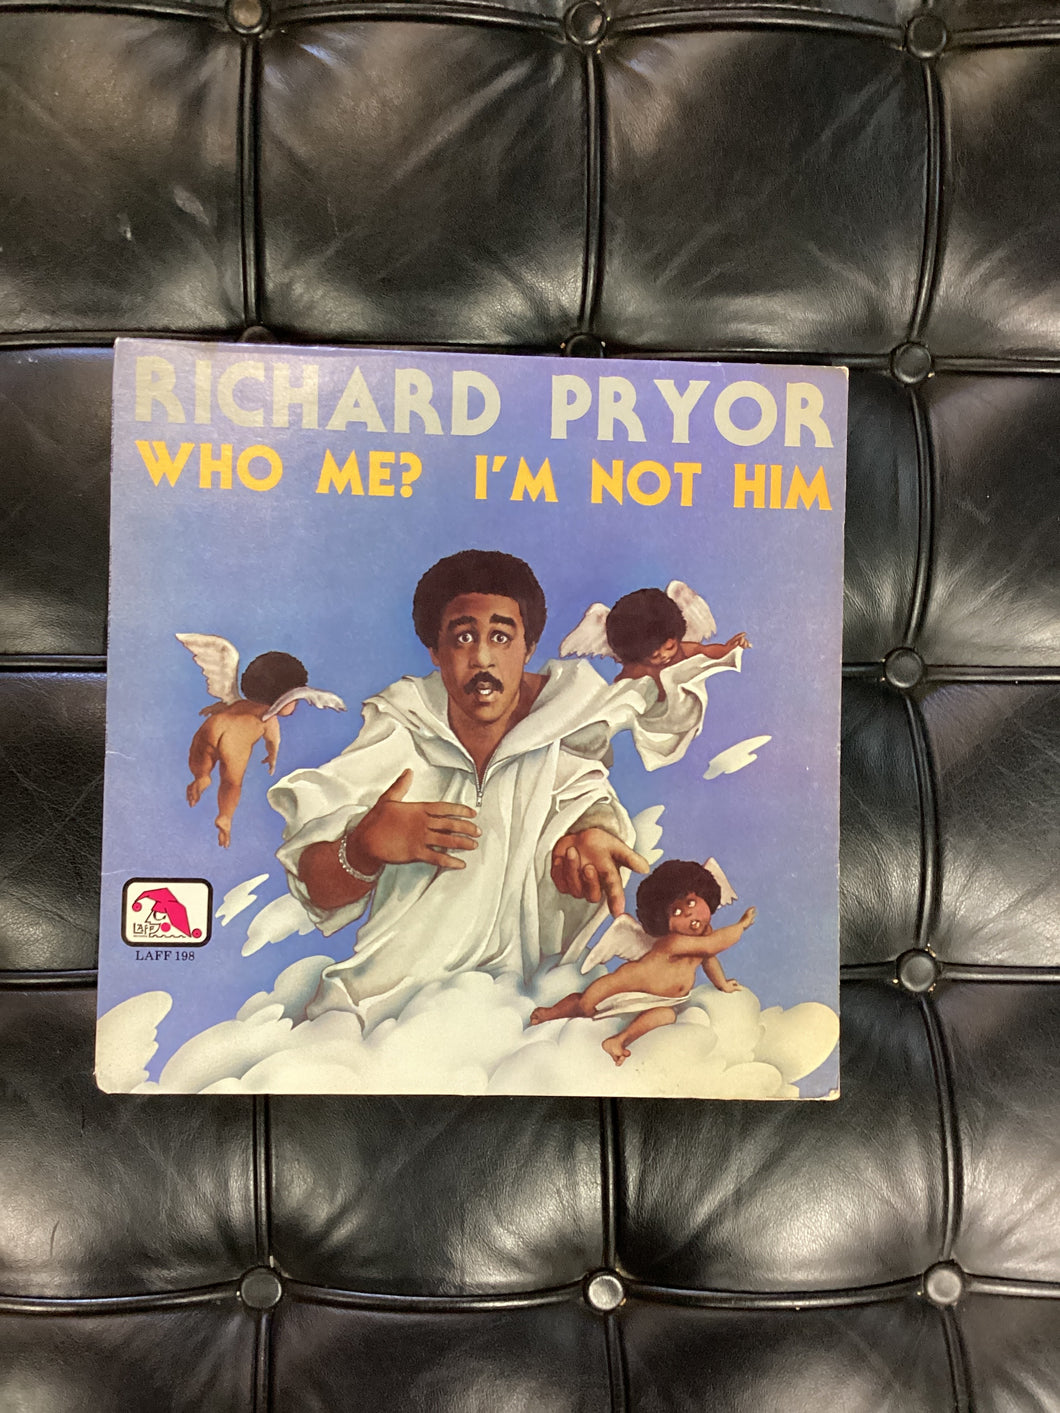 RICHARD PRYOR
WHO ME? I'M NOT HIM
LAFF
LAFF 198